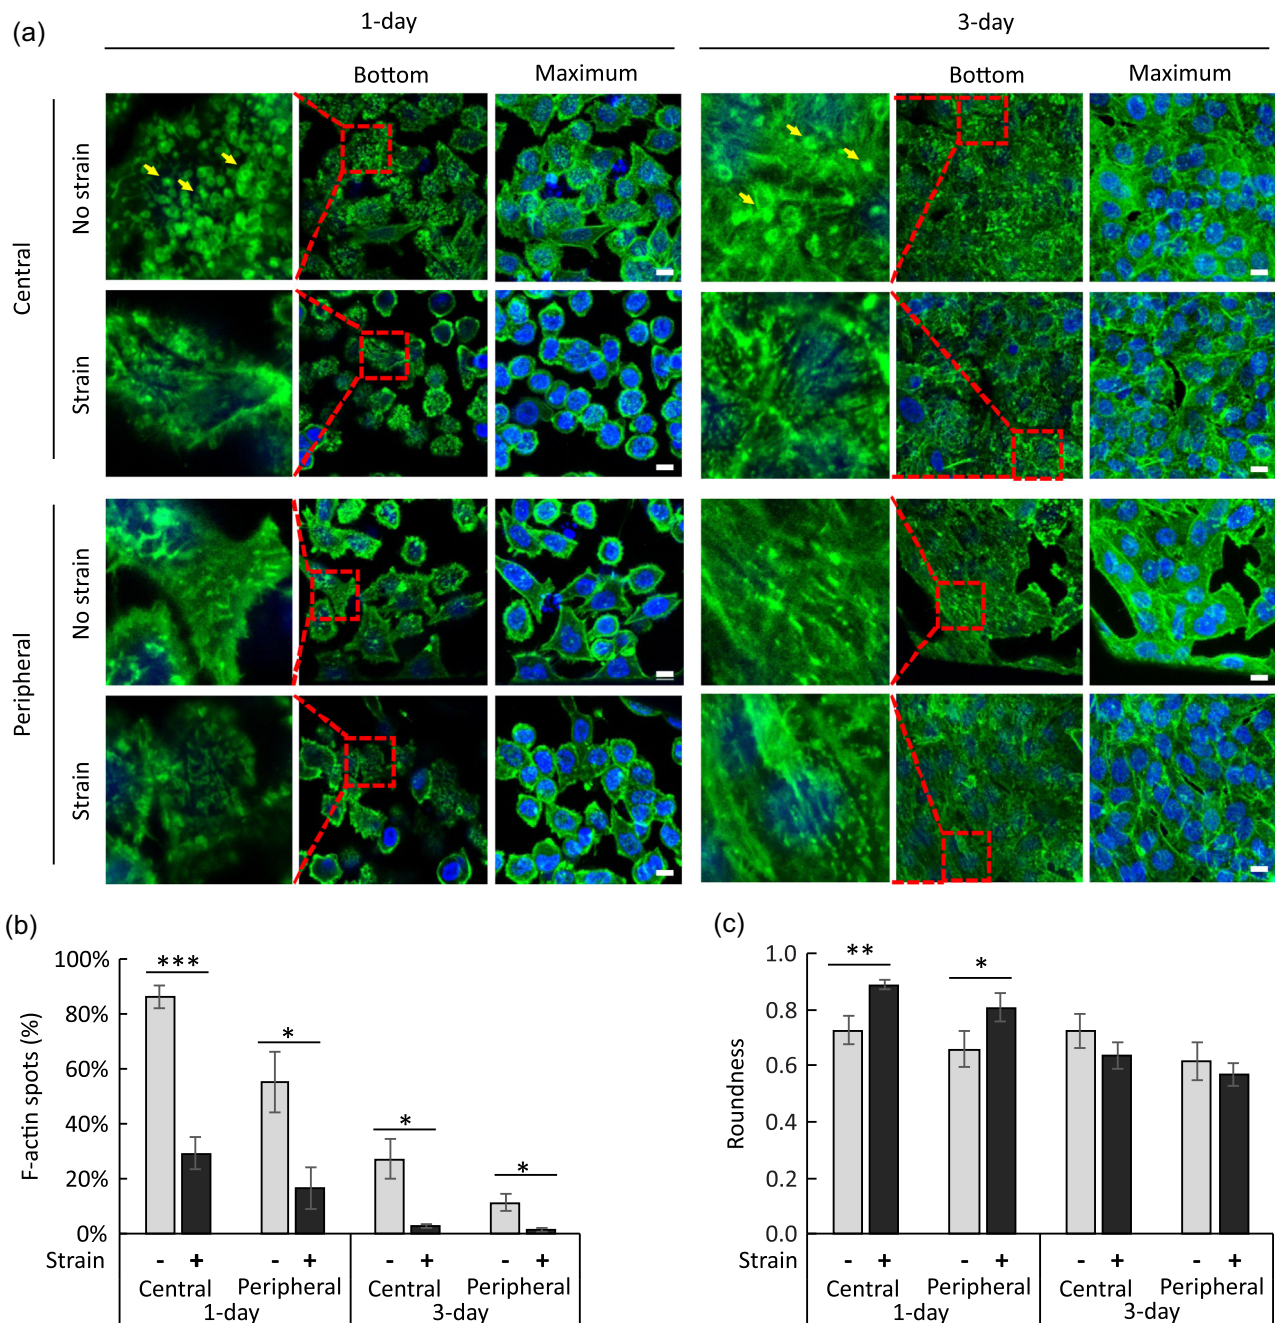 (a)
1-day
3-day
Bottom
Maximum
Bottom
Maximum
Central
No strain
Strain
Peripheral
No strain
Strain
(b)
F-actin spots (%)
100%
80%
60%
40%
20%
0%
***
*
*
*
Strain - + - + - + - +
Central Peripheral Central Peripheral
1-day 3-day
(c)
Roundness
1.0
0.8
0.6
0.4
0.2
0.0
**
*
Strain - + - + - + - +
Central Peripheral Central Peripheral
1-day 3-day